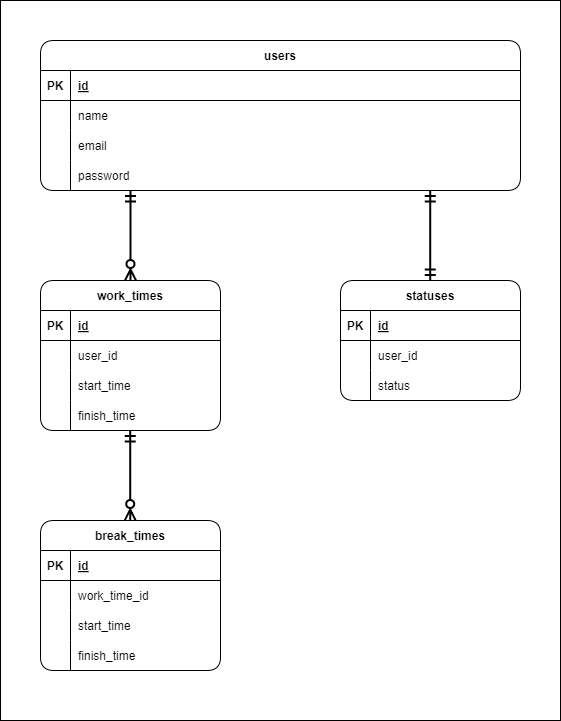 users
PK id
name
email
password
work_times
PK id
user_id
start_time
finish_time
statuses
PK id
user_id
status
break_times
PK id
work_time_id
start_time
finish_time